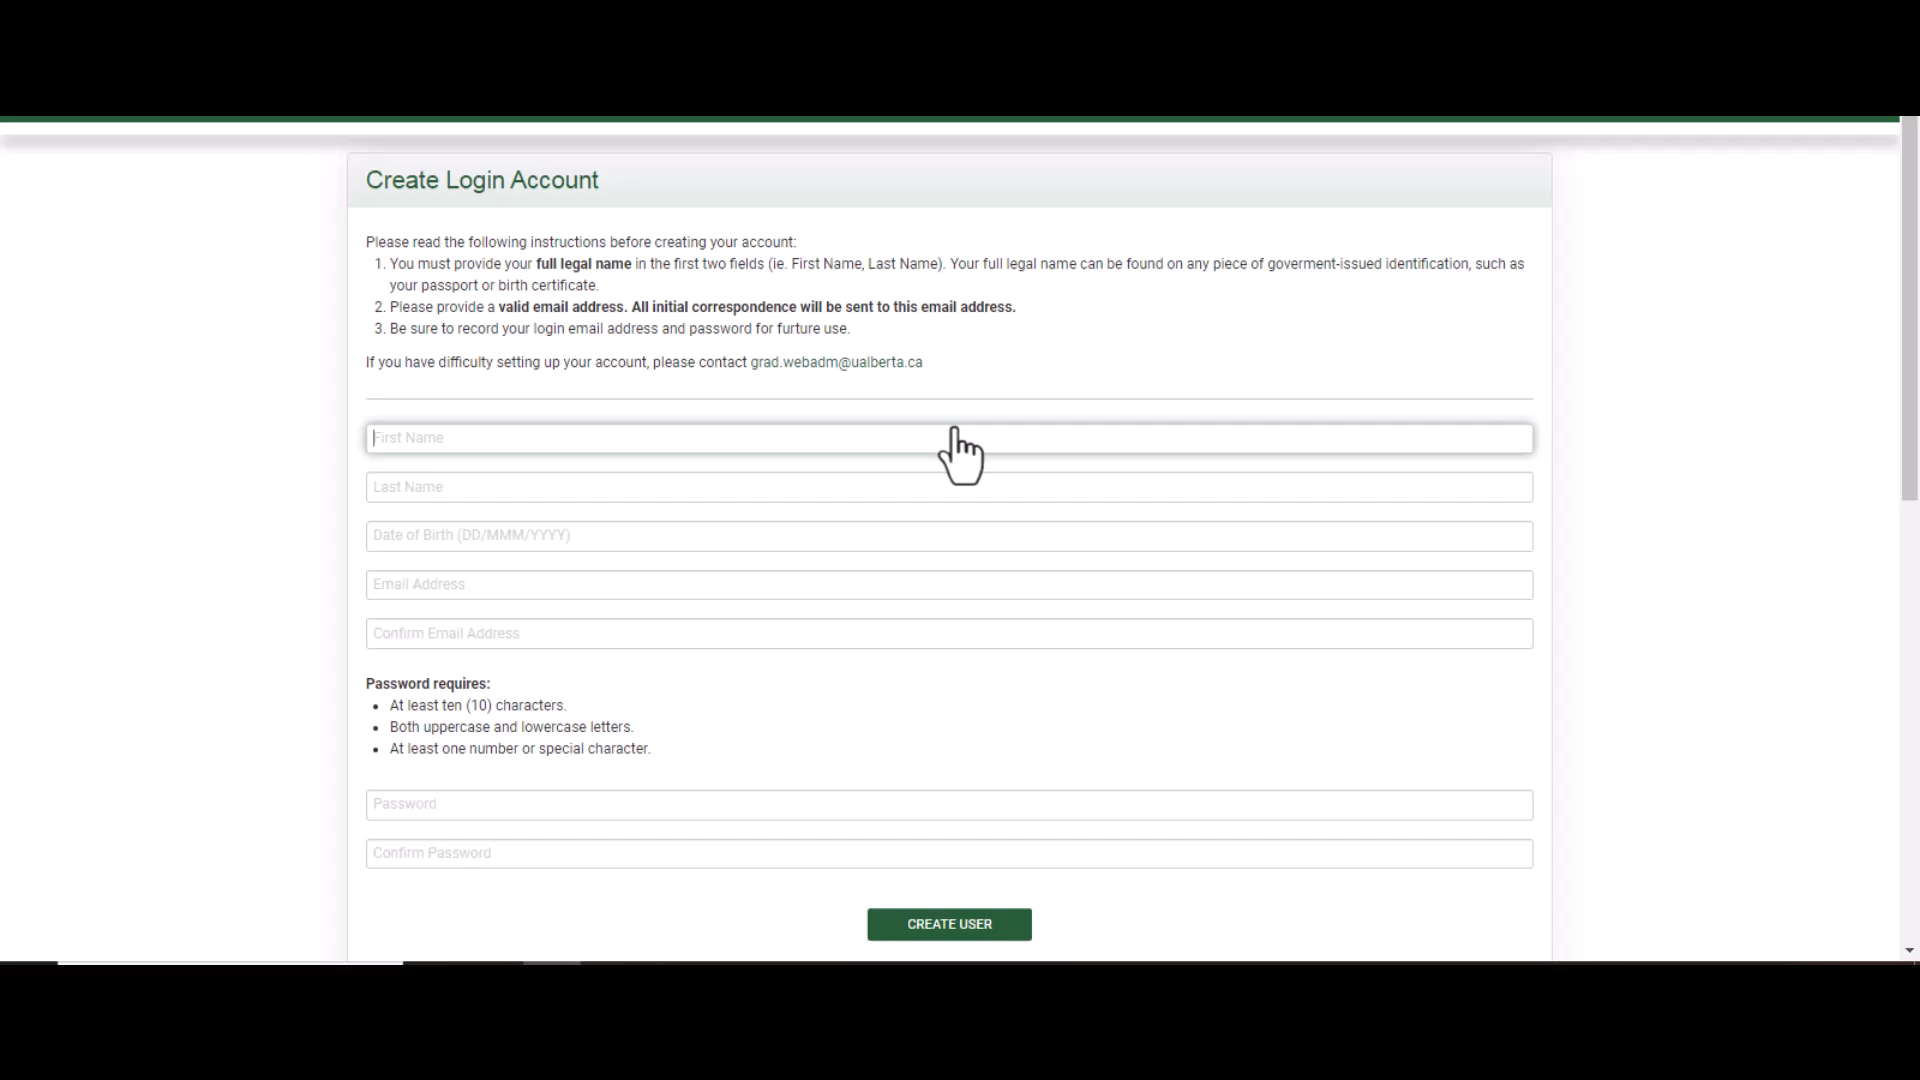 Create Login Account
Please read the following instructions before creating your account:
1. You must provide your full legal name in the first two fields (ie. First Name, Last Name). Your full legal name can be found on any piece of goverment-issued identification, such as
your passport or birth certificate.
2. Please provide a valid email address. All initial correspondence will be sent to this email address.
3. Be sure to record your login email address and password for furture use.
If you have difficulty setting up your account, please contact grad.webadm@ualberta.ca
First Name
Last Name
Date of Birth (DD/MMM/YYYY)
Email Address
Confirm Email Address
Password requires:
• At least ten (10) characters.
• Both uppercase and lowercase letters.
• At least one number or special character.
Password
Confirm Password
CREATE USER